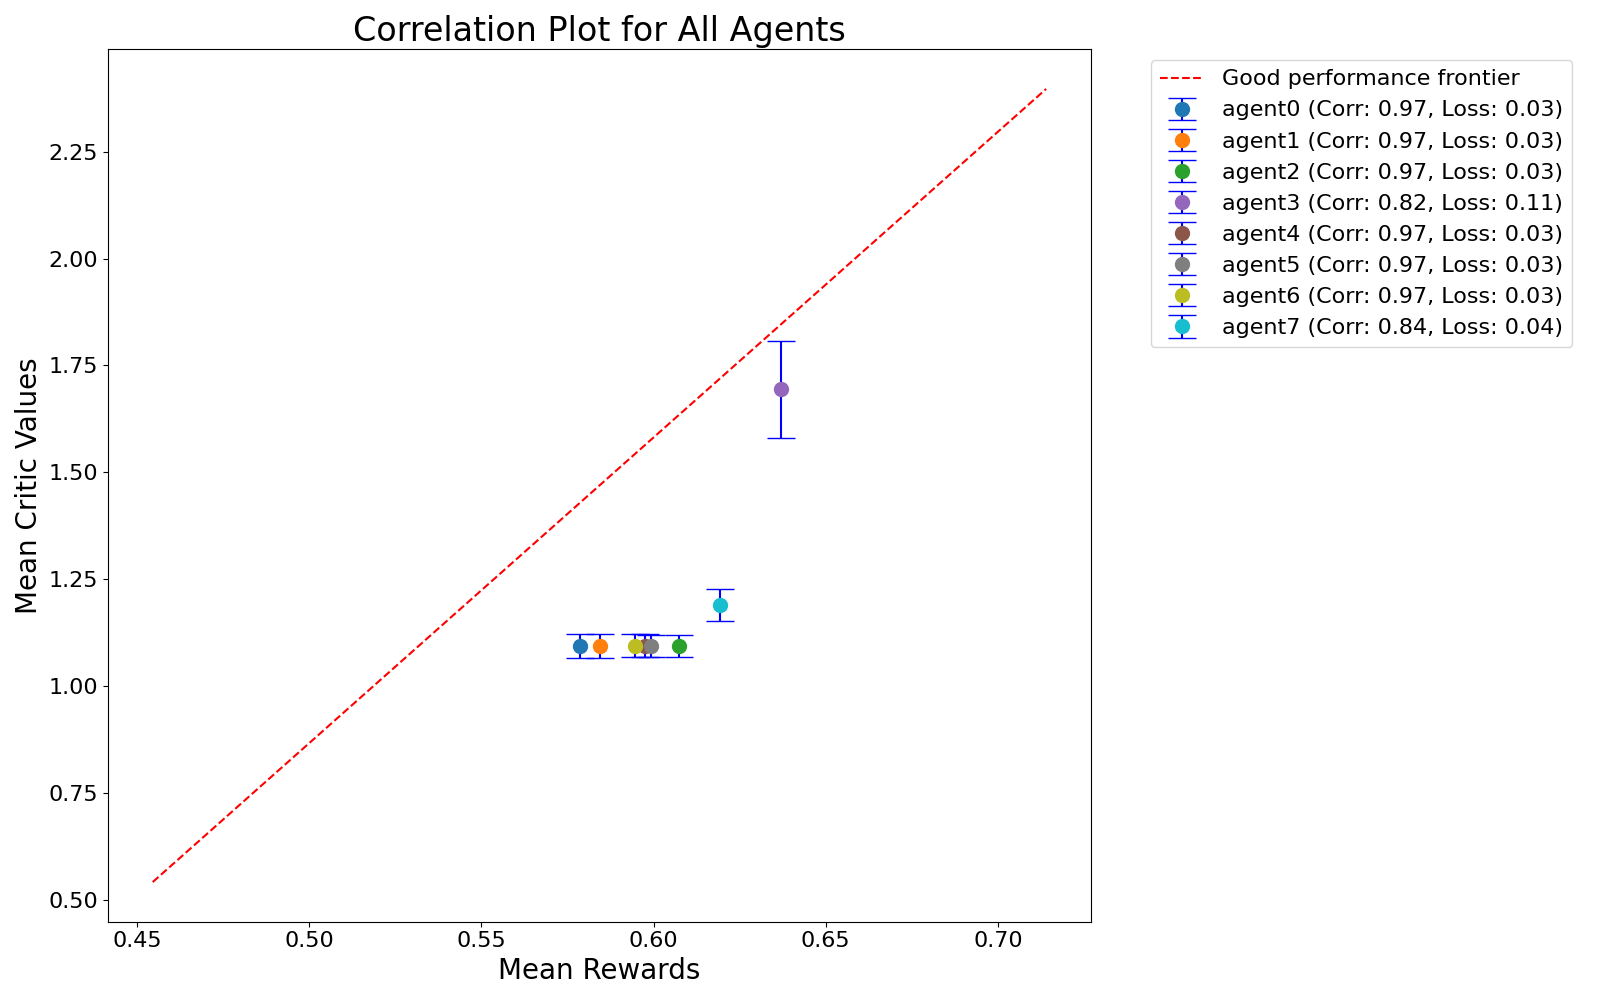 Correlation Plot for All Agents
Good performance frontier
agent0 (Corr: 0.97, Loss: 0.03)
agent1 (Corr: 0.97, Loss: 0.03)
agent2 (Corr: 0.97, Loss: 0.03)
agent3 (Corr: 0.82, Loss: 0.11)
agent4 (Corr: 0.97, Loss: 0.03)
agent5 (Corr: 0.97, Loss: 0.03)
agent6 (Corr: 0.97, Loss: 0.03)
agent7 (Corr: 0.84, Loss: 0.04)
Mean Critic Values
2.25
2.00
1.75
1.50
1.25
1.00
0.75
0.50
0.45 0.50 0.55 0.60 0.65 0.70
Mean Rewards